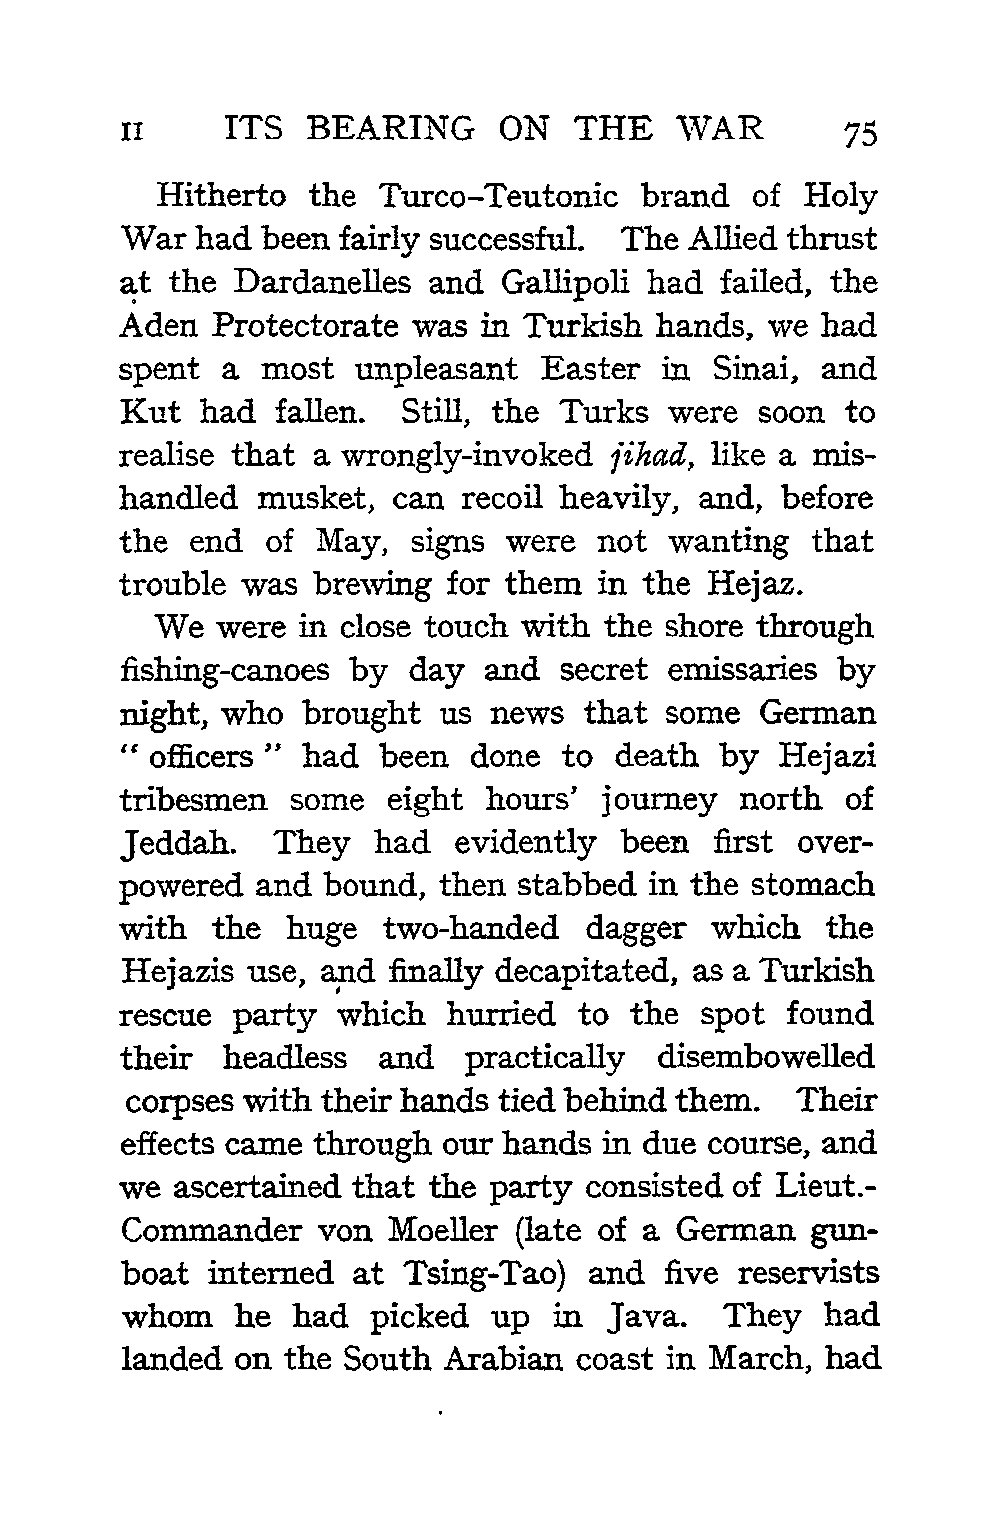 II ITS BEARING ON THE WAR 75
Hitherto the Turco-Teutonic brand of Holy
War had been fairly successful. The Allied thrust
at the Dardanelles and Gallipoli had failed, the
Aden Protectorate was in Turkish hands, we had
spent a most unpleasant Easter in Sinai, and
Kut had fallen. Still, the Turks were soon to
realise that a wrongly-invoked jihad, like a mis-
handled musket, can recoil heavily, and, before
the end of May, signs were not wanting that
trouble was brewing for them in the Hejaz.
We were in close touch with the shore through
fishing-canoes by day and secret emissaries by
night, who brought us news that some German
“ officers ” had been done to death by Hejazi
tribesmen some eight hours’ journey north of
Jeddah. They had evidently been first over-
powered and bound, then stabbed in the stomach
with the huge two-handed dagger which the
Hejazis use, and finally decapitated, as a Turkish
rescue party which hurried to the spot found
their headless and practically disembowelled
corpses with their hands tied behind them. Their
effects came through our hands in due course, and
we ascertained that the party consisted of Lieut.-
Commander von Moeller (late of a German gun-
boat interned at Tsing-Tao) and five reservists
whom he had picked up in Java. They had
landed on the South Arabian coast in March, had